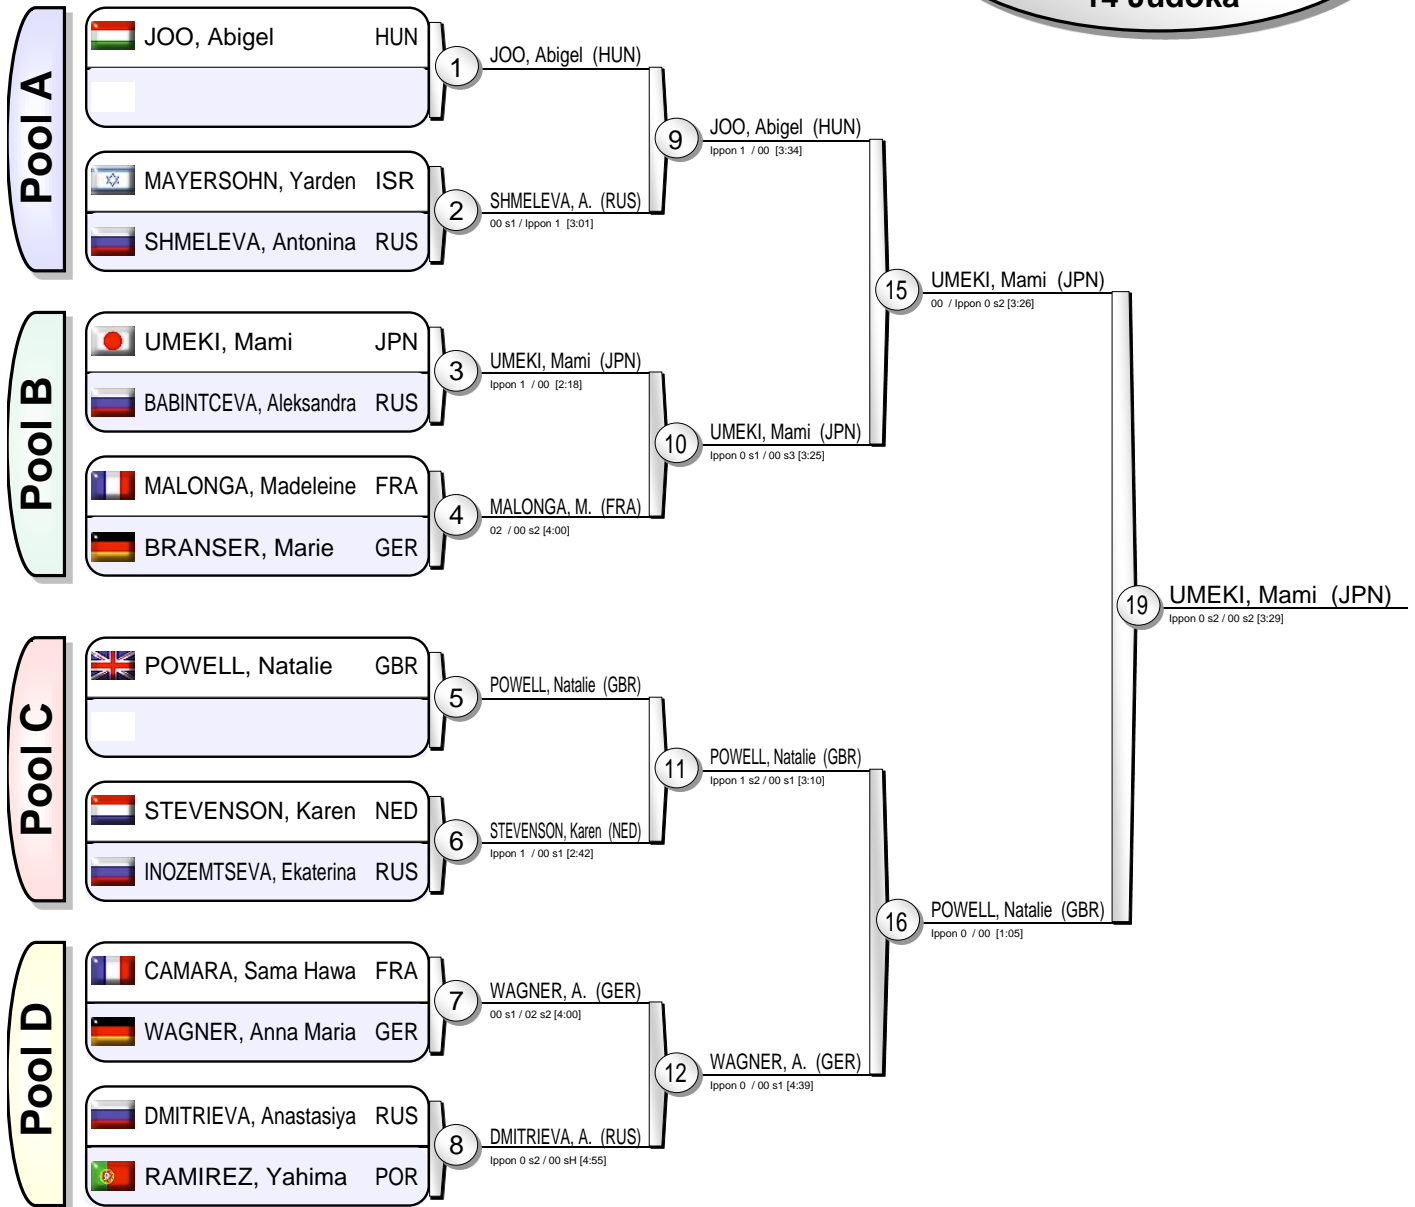 14 Judoka
Pool A
JOO, Abigel HUN
MAYERSOHN, Yarden ISR
SHMELEVA, Antonina RUS
Pool B
UMEKI, Mami JPN
BABINTCEVA, Aleksandra RUS
MALONGA, Madeleine FRA
BRANSER, Marie GER
Pool C
POWELL, Natalie GBR
STEVENSON, Karen NED
INOZEMTSEVA, Ekaterina RUS
Pool D
CAMARA, Sama Hawa FRA
WAGNER, Anna Maria GER
DMITRIEVA, Anastasiya RUS
RAMIREZ, Yahima POR
1
JOO, Abigel (HUN)
2
SHMELEVA, A. (RUS)
00 s1 / Ippon 1 [3:01]
3
UMEKI, Mami (JPN)
Ippon 1 / 00 [2:18]
4
MALONGA, M. (FRA)
02 / 00 s2 [4:00]
5
POWELL, Natalie (GBR)
6
STEVENSON, Karen (NED)
Ippon 1 / 00 s1 [2:42]
7
WAGNER, A. (GER)
00 s1 / 02 s2 [4:00]
8
DMITRIEVA, A. (RUS)
Ippon 0 s2 / 00 sH [4:55]
9
JOO, Abigel (HUN)
Ippon 1 / 00 [3:34]
10
UMEKI, Mami (JPN)
Ippon 0 s1 / 00 s3 [3:25]
11
POWELL, Natalie (GBR)
Ippon 1 s2 / 00 s1 [3:10]
12
WAGNER, A. (GER)
Ippon 0 / 00 s1 [4:39]
15
UMEKI, Mami (JPN)
00 / Ippon 0 s2 [3:26]
16
POWELL, Natalie (GBR)
Ippon 0 / 00 [1:05]
19
UMEKI, Mami (JPN)
Ippon 0 s2 / 00 s2 [3:29]